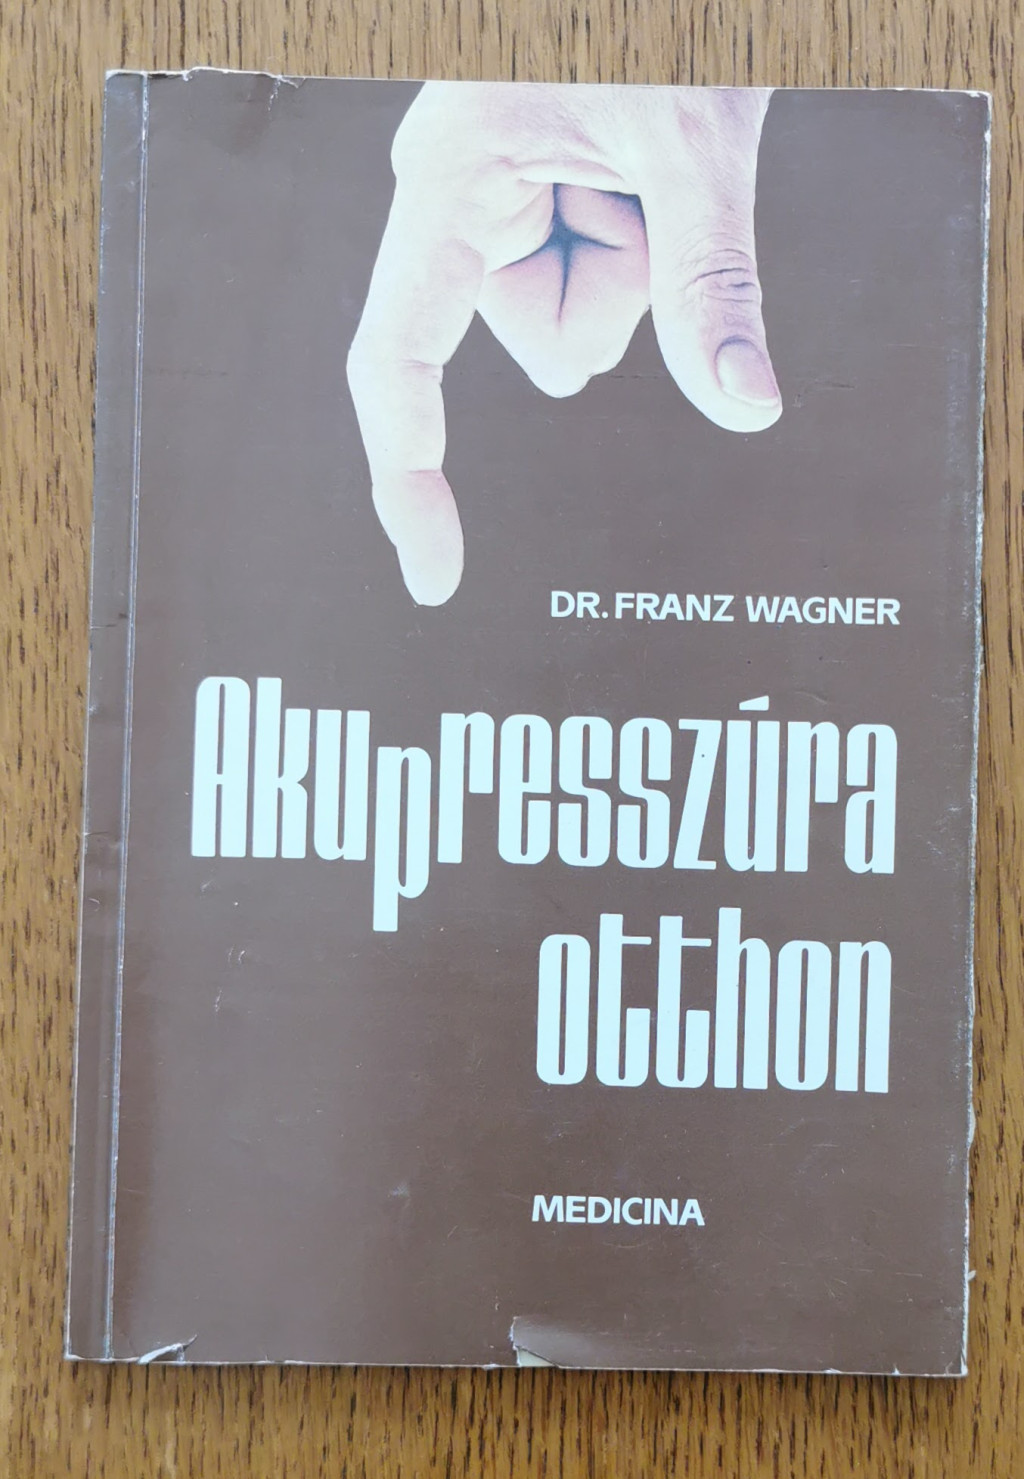 DR. FRANZ WAGNER
Akupresszúra
otthon
MEDICINA